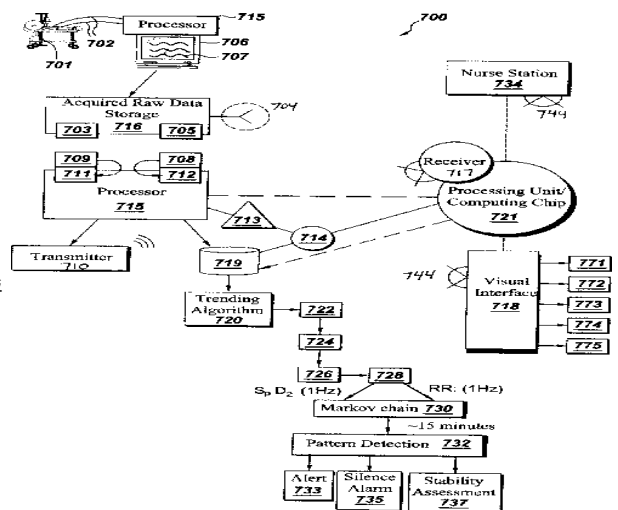 715
Processor
700
702
706
701
707
Nurse Station
734
Acquired Raw Data
Storage
704
703
716
705
744
709
708
Receiver
717
711
712
Processor
715
Processing Unit/
Computing Chip
721
713
714
Transmitter
710
719
744
Visual
Interface
718
771
772
773
774
775
Trending
Algorithm
720
722
724
726
728
SpD2 (1Hz)
RR: (1Hz)
Markov chain 730
~15 minutes
Pattern Detection 732
Alert
733
Silence
Alarm
735
Stability
Assessment
737